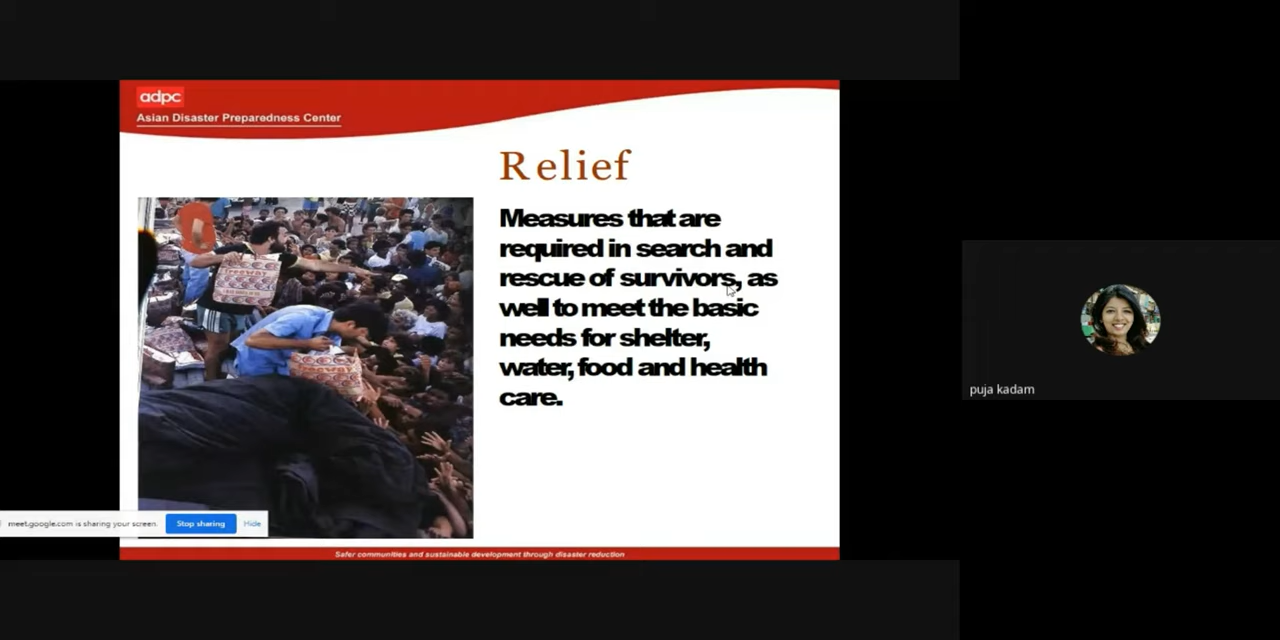 adpc
Asian Disaster Preparedness Center
Relief
Measures that are
required in search and
rescue of survivors, as
well to meet the basic
needs for shelter,
water, food and health
care.
puja kadam
meet.google.com is sharing your screen.
Stop sharing
Hide
Safer communities and sustainable development through disaster reduction